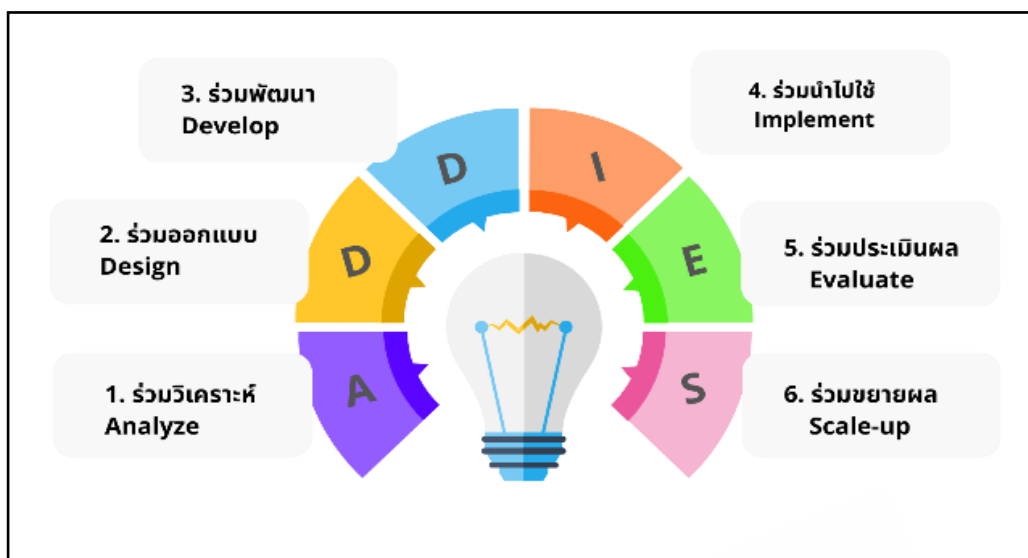 1. ร่วมวิเคราะห์
Analyze
2. ร่วมออกแบบ
Design
3. ร่วมพัฒนา
Develop
4. ร่วมนำไปใช้
Implement
5. ร่วมประเมินผล
Evaluate
6. ร่วมขยายผล
Scale-up
A
D
D
I
E
S